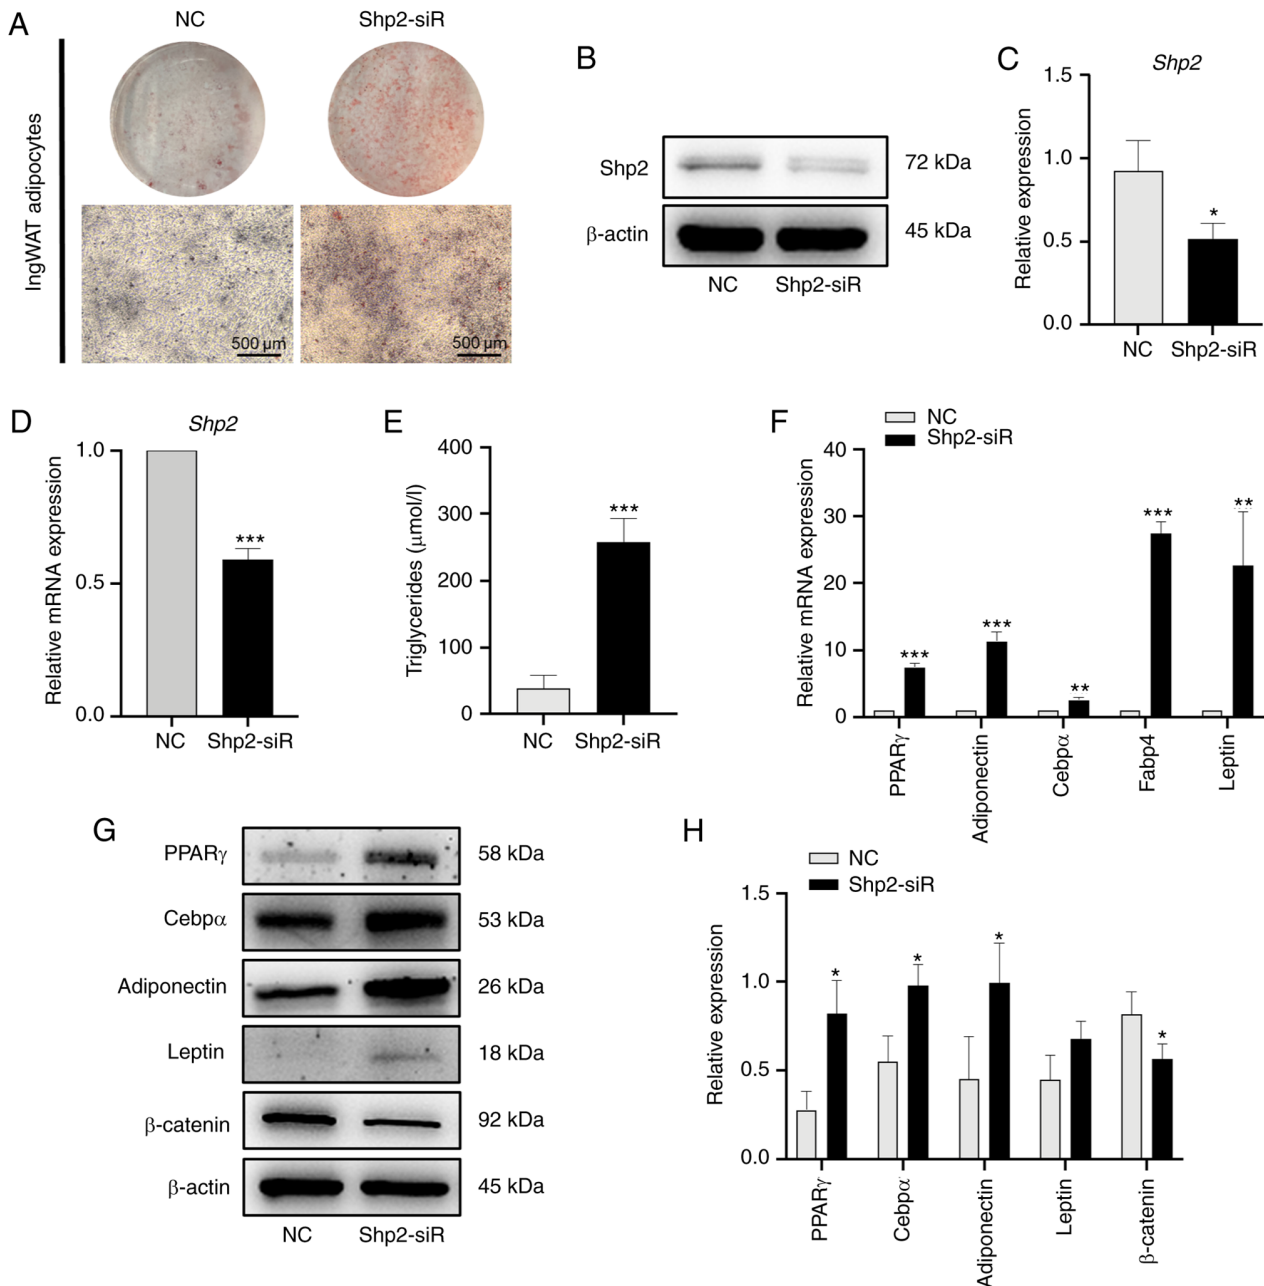 A
NC
Shp2-siR
IngWAT adipocytes
500 µm
500 µm
B
Shp2
72 kDa
β-actin
45 kDa
NC
Shp2-siR
C
Shp2
Relative expression
1.5
1.0
0.5
0.0
*
NC
Shp2-siR
D
Shp2
Relative mRNA expression
1.0
0.5
0.0
***
NC
Shp2-siR
E
Triglycerides (µmol/l)
400
300
200
100
0
***
NC
Shp2-siR
F
NC
Shp2-siR
Relative mRNA expression
40
30
20
10
0
***
***
**
***
**
PPARγ
Adiponectin
Cebpα
Fabp4
Leptin
G
PPARγ
58 kDa
Cebpα
53 kDa
Adiponectin
26 kDa
Leptin
18 kDa
β-catenin
92 kDa
β-actin
45 kDa
NC
Shp2-siR
H
NC
Shp2-siR
Relative expression
1.5
1.0
0.5
0.0
*
*
*
*
PPARγ
Cebpα
Adiponectin
Leptin
β-catenin